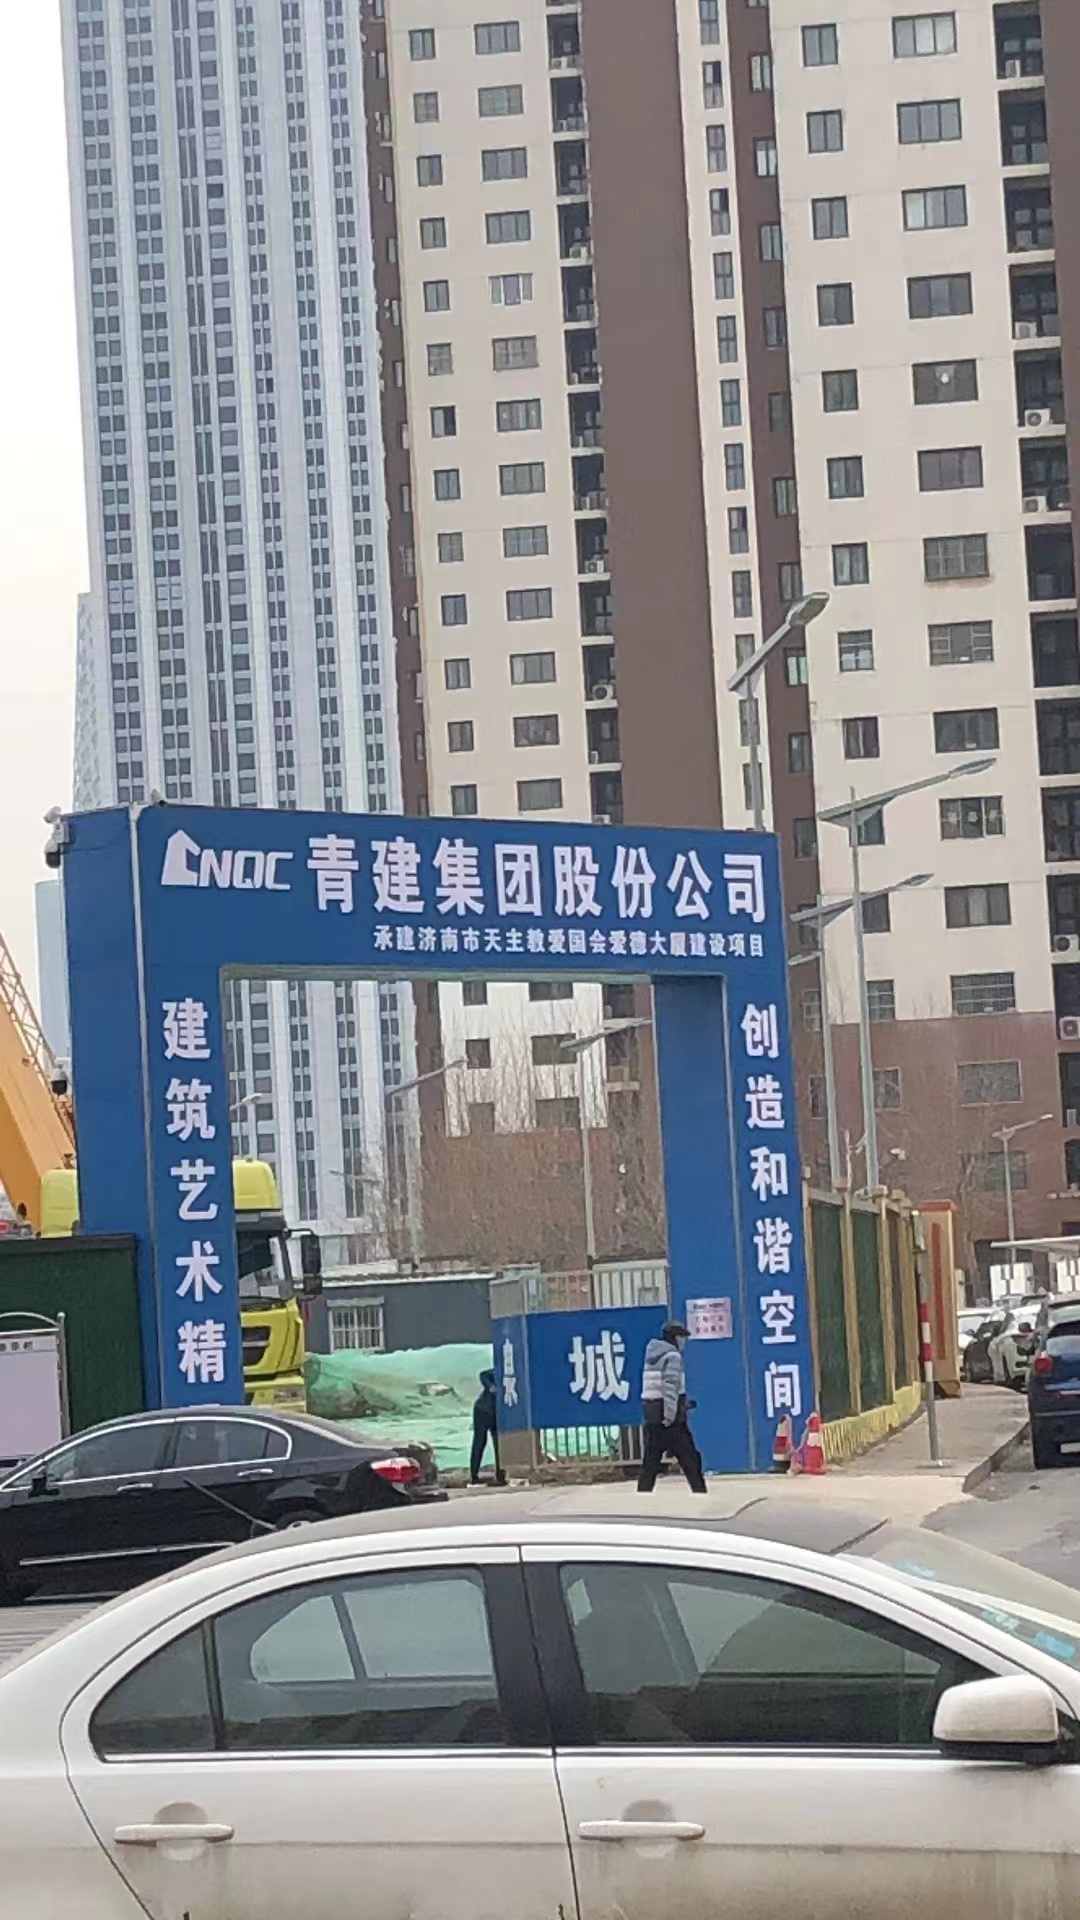 CNQC 青建集团股份公司
承建济南市天主教爱国会爱德大厦建设项目
建筑艺术精
创造和谐空间
城